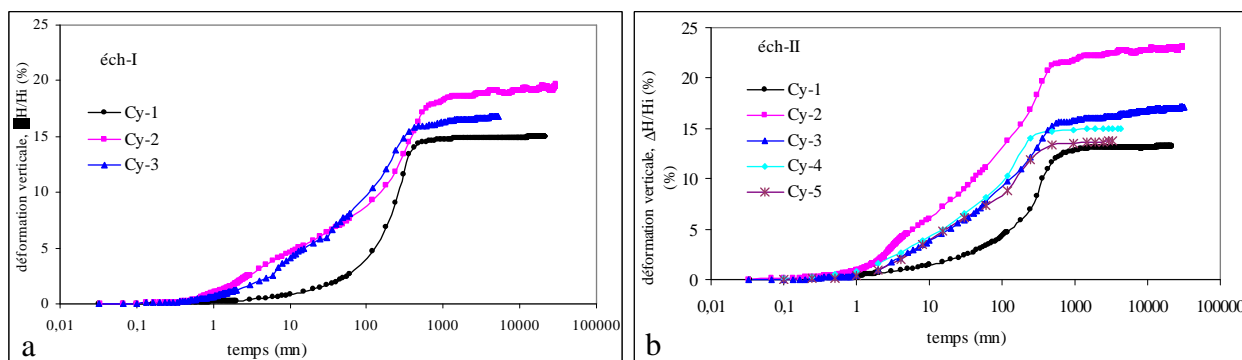 25
20
15
10
5
0
déformation verticale, H/Hi (%)
éch-I
Cy-1
Cy-2
Cy-3
0,01 0,1 1 10 100 1000 10000 100000
temps (mn)
a
25
20
15
10
5
0
déformation verticale, ΔH/Hi
(%)
éch-II
Cy-1
Cy-2
Cy-3
Cy-4
Cy-5
0,01 0,1 1 10 100 1000 10000 100000
temps (mn)
b